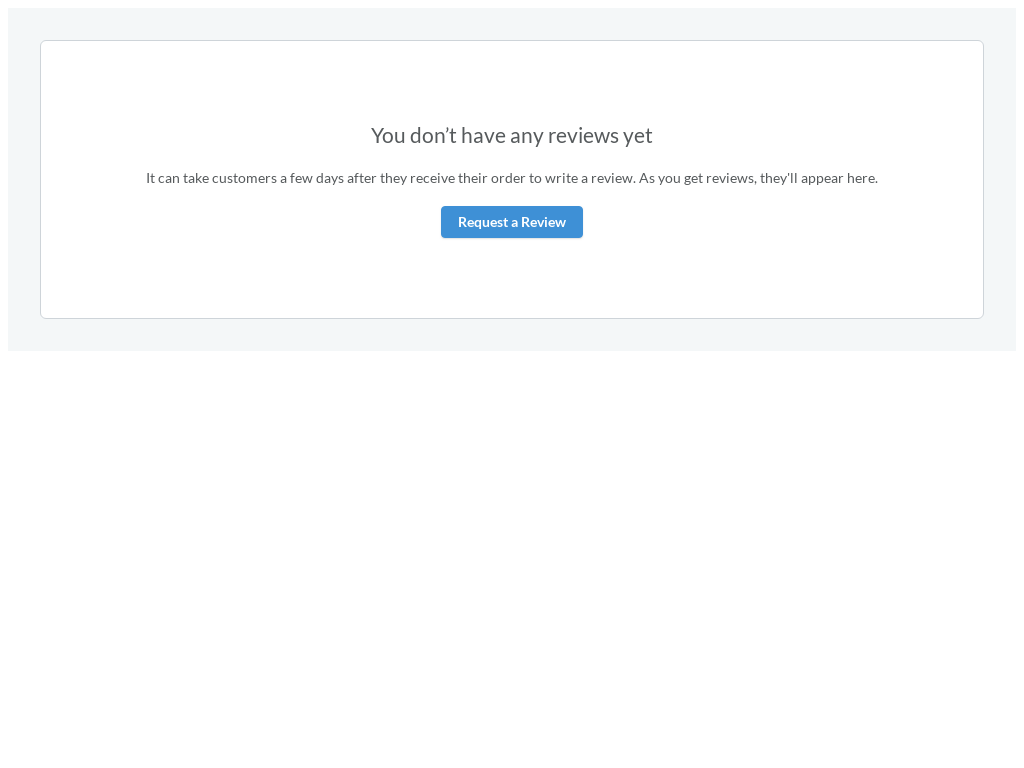 You don’t have any reviews yet
It can take customers a few days after they receive their order to write a review. As you get reviews, they'll appear here.
Request a Review